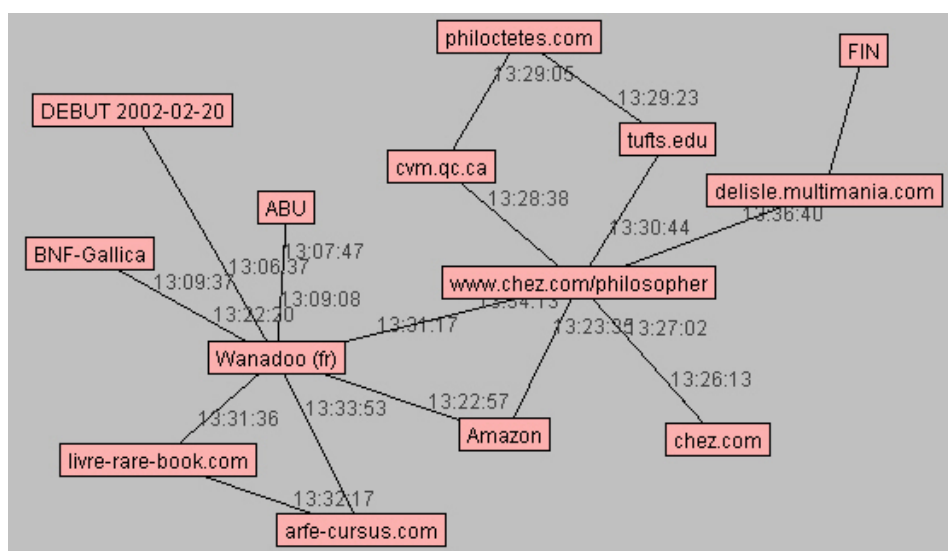 philoctetes.com
FIN
13:29:05
13:29:23
DEBUT 2002-02-20
tufts.edu
cvm.qc.ca
delisle.multimania.com
13:28:38
ABU
13:36:40
13:30:44
13:07:47
BNF-Gallica
13:06:37
13:09:37
www.chez.com/philosopher
13:09:08
13:34:13
13:22:20
13:31:17
13:23:35
13:27:02
Wanadoo (fr)
13:26:13
13:22:57
13:33:53
13:31:36
Amazon
chez.com
livre-rare-book.com
13:32:17
arfe-cursus.com